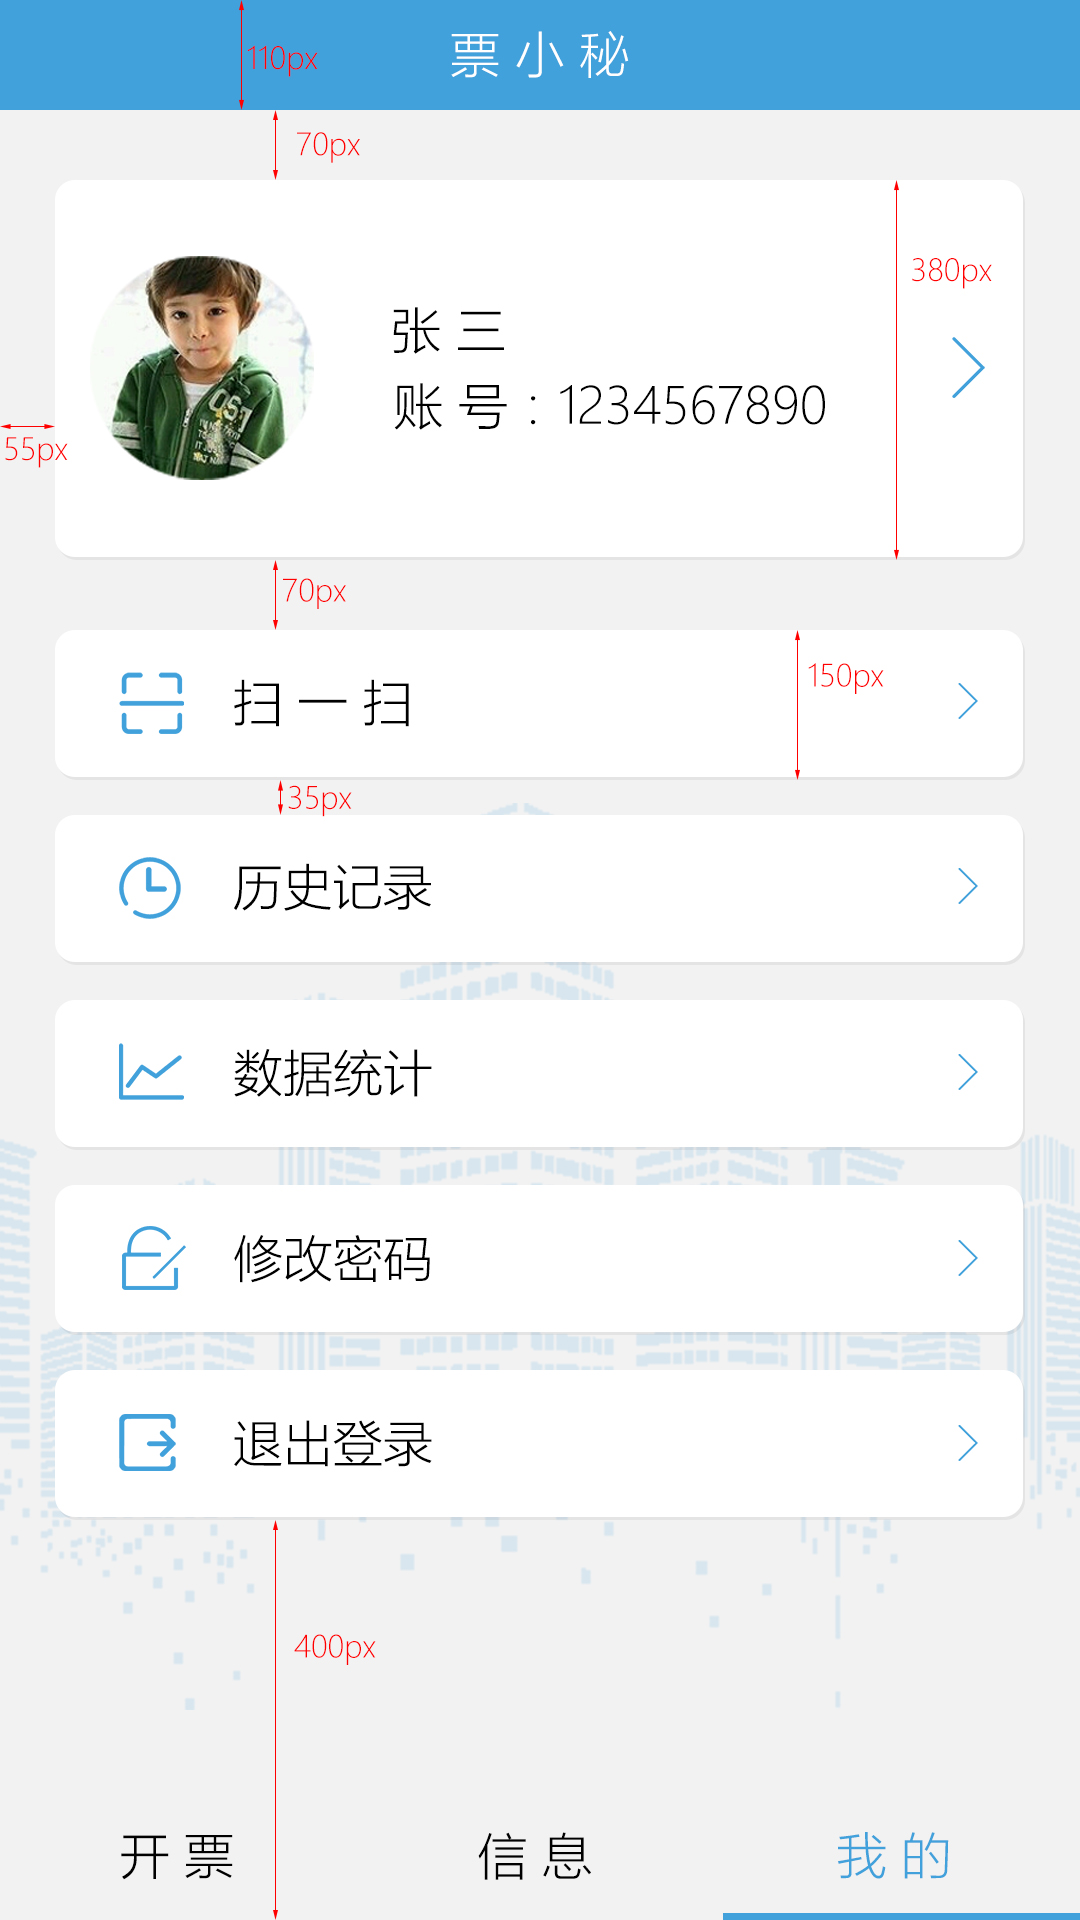 票小秘
110px
70px
380px
张三
账号:1234567890
55px
70px
扫一扫
150px
35px
历史记录
数据统计
修改密码
退出登录
400px
开票 信息 我的